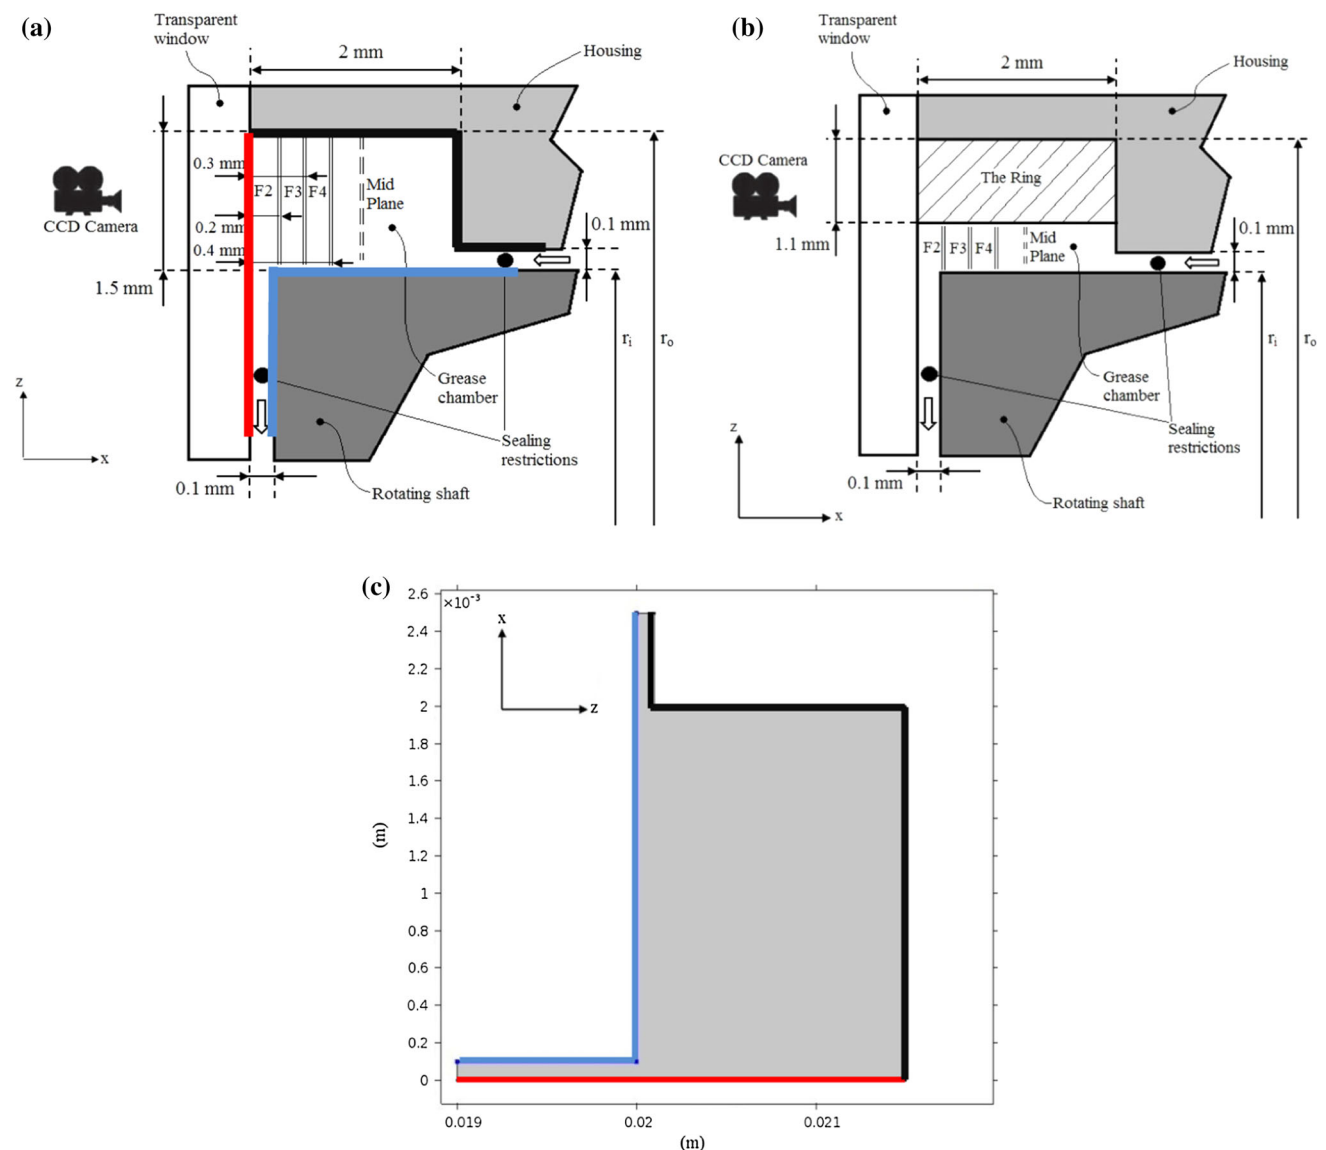 (a)
Transparent
window
2 mm
Housing
CCD Camera
0.3 mm
F2
F3
F4
Mid
Plane
0.2 mm
0.4 mm
0.1 mm
1.5 mm
rᵢ
rₒ
Grease
chamber
Sealing
restrictions
Rotating shaft
0.1 mm
z
x
(b)
Transparent
window
2 mm
Housing
CCD Camera
The Ring
1.1 mm
0.1 mm
F2
F3
F4
Mid
Plane
rᵢ
rₒ
Grease
chamber
Sealing
restrictions
Rotating shaft
0.1 mm
z
x
(c)
×10⁻³
2.6
2.4
2.2
2
1.8
1.6
1.4
1.2
1
0.8
0.6
0.4
0.2
0
(m)
x
z
0.019
0.02
0.021
(m)